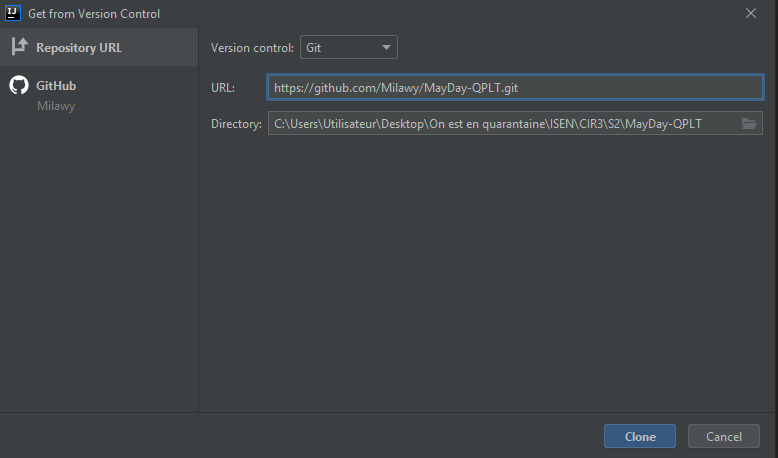 IJ
Get from Version Control
Repository URL
GitHub
Milawy
Version control: Git
URL: https://github.com/Milawy/MayDay-QPLT.git
Directory: C:\Users\Utilisateur\Desktop\On est en quarantaine\ISEN\CIR3\S2\MayDay-QPLT
Clone Cancel